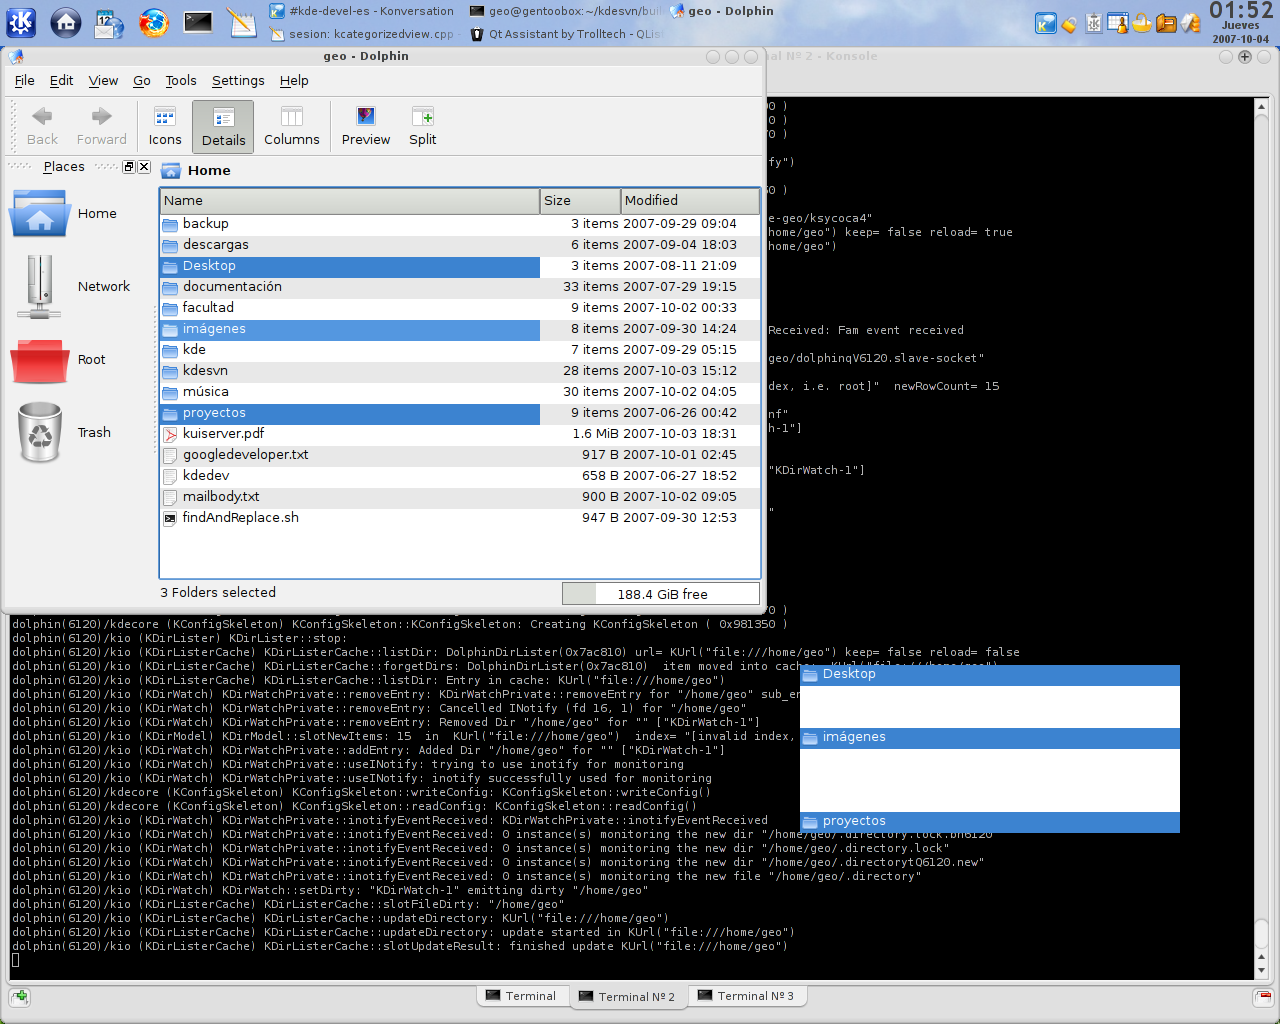 #kde-devel-es - Konversation
geo@gentoobox:~/kdesvn/buil
geo - Dolphin
sesion: kcategorizedview.cpp -
Qt Assistant by Trolltech - QLis
01:52
Jueves
2007-10-04
geo - Dolphin
Nº 2 - Konsole
File Edit View Go Tools Settings Help
Back Forward Icons Details Columns Preview Split
Places
Home
Network
Root
Trash
Home
Name Size Modified
backup 3 items 2007-09-29 09:04
descargas 6 items 2007-09-04 18:03
Desktop 3 items 2007-08-11 21:09
documentación 33 items 2007-07-29 19:15
facultad 9 items 2007-10-02 00:33
imágenes 8 items 2007-09-30 14:24
kde 7 items 2007-09-29 05:15
kdesvn 28 items 2007-10-03 15:12
música 30 items 2007-10-02 04:05
proyectos 9 items 2007-06-26 00:42
kuiserver.pdf 1.6 MiB 2007-10-03 18:31
googledeveloper.txt 917 B 2007-10-01 02:45
kdedev 658 B 2007-06-27 18:52
mailbody.txt 900 B 2007-10-02 09:05
findAndReplace.sh 947 B 2007-09-30 12:53
3 Folders selected
188.4 GiB free
fy")
e-geo/ksycoca4"
home/geo") keep= false reload= true
home/geo")
Received: Fam event received
geo/dolphinqV6120.slave-socket"
dex, i.e. root]"  newRowCount= 15
nf"
h-1"]
"KDirWatch-1"]
dolphin(6120)/kdecore (KConfigSkeleton) KConfigSkeleton::KConfigSkeleton: Creating KConfigSkeleton ( 0x981350 )
dolphin(6120)/kio (KDirLister) KDirLister::stop:
dolphin(6120)/kio (KDirListerCache) KDirListerCache::listDir: DolphinDirLister(0x7ac810) url= KUrl("file:///home/geo") keep= false reload= false
dolphin(6120)/kio (KDirListerCache) KDirListerCache::forgetDirs: DolphinDirLister(0x7ac810)  item moved into cache: KUrl("file:///home/geo")
dolphin(6120)/kio (KDirListerCache) KDirListerCache::listDir: Entry in cache: KUrl("file:///home/geo")
dolphin(6120)/kio (KDirWatch) KDirWatchPrivate::removeEntry: KDirWatchPrivate::removeEntry for "/home/geo" sub_en
dolphin(6120)/kio (KDirWatch) KDirWatchPrivate::removeEntry: Cancelled INotify (fd 16, 1) for "/home/geo"
dolphin(6120)/kio (KDirWatch) KDirWatchPrivate::removeEntry: Removed Dir "/home/geo" for "" ["KDirWatch-1"]
dolphin(6120)/kio (KDirModel) KDirModel::slotNewItems: 15  in  KUrl("file:///home/geo")  index= "[invalid index,
dolphin(6120)/kio (KDirWatch) KDirWatchPrivate::addEntry: Added Dir "/home/geo" for "" ["KDirWatch-1"]
dolphin(6120)/kio (KDirWatch) KDirWatchPrivate::useINotify: trying to use inotify for monitoring
dolphin(6120)/kio (KDirWatch) KDirWatchPrivate::useINotify: inotify successfully used for monitoring
dolphin(6120)/kdecore (KConfigSkeleton) KConfigSkeleton::writeConfig: KConfigSkeleton::writeConfig()
dolphin(6120)/kdecore (KConfigSkeleton) KConfigSkeleton::readConfig: KConfigSkeleton::readConfig()
dolphin(6120)/kio (KDirWatch) KDirWatchPrivate::inotifyEventReceived: KDirWatchPrivate::inotifyEventReceived
dolphin(6120)/kio (KDirWatch) KDirWatchPrivate::inotifyEventReceived: 0 instance(s) monitoring the new dir "/home/geo/.directory.lock.bh6120"
dolphin(6120)/kio (KDirWatch) KDirWatchPrivate::inotifyEventReceived: 0 instance(s) monitoring the new dir "/home/geo/.directory.lock"
dolphin(6120)/kio (KDirWatch) KDirWatchPrivate::inotifyEventReceived: 0 instance(s) monitoring the new dir "/home/geo/.directorytQ6120.new"
dolphin(6120)/kio (KDirWatch) KDirWatchPrivate::inotifyEventReceived: 0 instance(s) monitoring the new file "/home/geo/.directory"
dolphin(6120)/kio (KDirWatch) KDirWatch::setDirty: "KDirWatch-1" emitting dirty "/home/geo"
dolphin(6120)/kio (KDirListerCache) KDirListerCache::slotFileDirty: "/home/geo"
dolphin(6120)/kio (KDirListerCache) KDirListerCache::updateDirectory: KUrl("file:///home/geo")
dolphin(6120)/kio (KDirListerCache) KDirListerCache::updateDirectory: update started in KUrl("file:///home/geo")
dolphin(6120)/kio (KDirListerCache) KDirListerCache::slotUpdateResult: finished update KUrl("file:///home/geo")
Desktop
imágenes
proyectos
Terminal
Terminal Nº 2
Terminal Nº 3